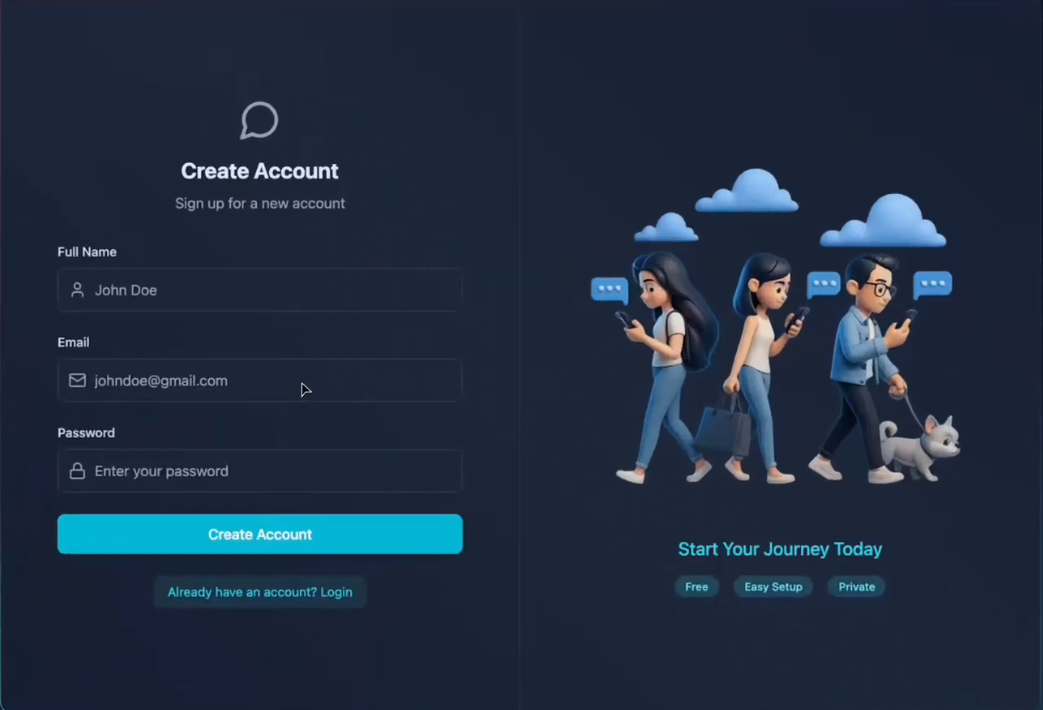 Create Account
Sign up for a new account
Full Name
John Doe
Email
johndoe@gmail.com
Password
Enter your password
Create Account
Already have an account? Login
Start Your Journey Today
Free
Easy Setup
Private